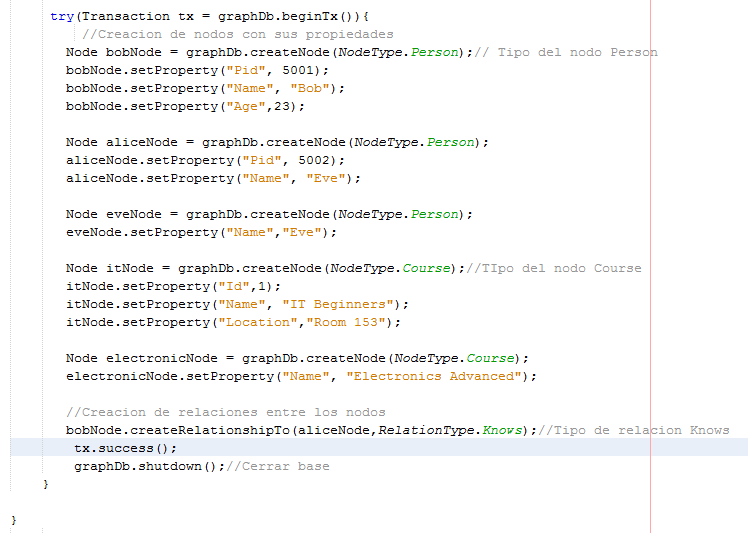 try(Transaction tx = graphDb.beginTx()){
//Creacion de nodos con sus propiedades
Node bobNode = graphDb.createNode(NodeType.Person);// Tipo del nodo Person
bobNode.setProperty("Pid", 5001);
bobNode.setProperty("Name", "Bob");
bobNode.setProperty("Age",23);
Node aliceNode = graphDb.createNode(NodeType.Person);
aliceNode.setProperty("Pid", 5002);
aliceNode.setProperty("Name", "Eve");
Node eveNode = graphDb.createNode(NodeType.Person);
eveNode.setProperty("Name","Eve");
Node itNode = graphDb.createNode(NodeType.Course);//TIpo del nodo Course
itNode.setProperty("Id",1);
itNode.setProperty("Name", "IT Beginners");
itNode.setProperty("Location","Room 153");
Node electronicNode = graphDb.createNode(NodeType.Course);
electronicNode.setProperty("Name", "Electronics Advanced");
//Creacion de relaciones entre los nodos
bobNode.createRelationshipTo(aliceNode,RelationType.Knows);//Tipo de relacion Knows
tx.success();
graphDb.shutdown();//Cerrar base
}
}